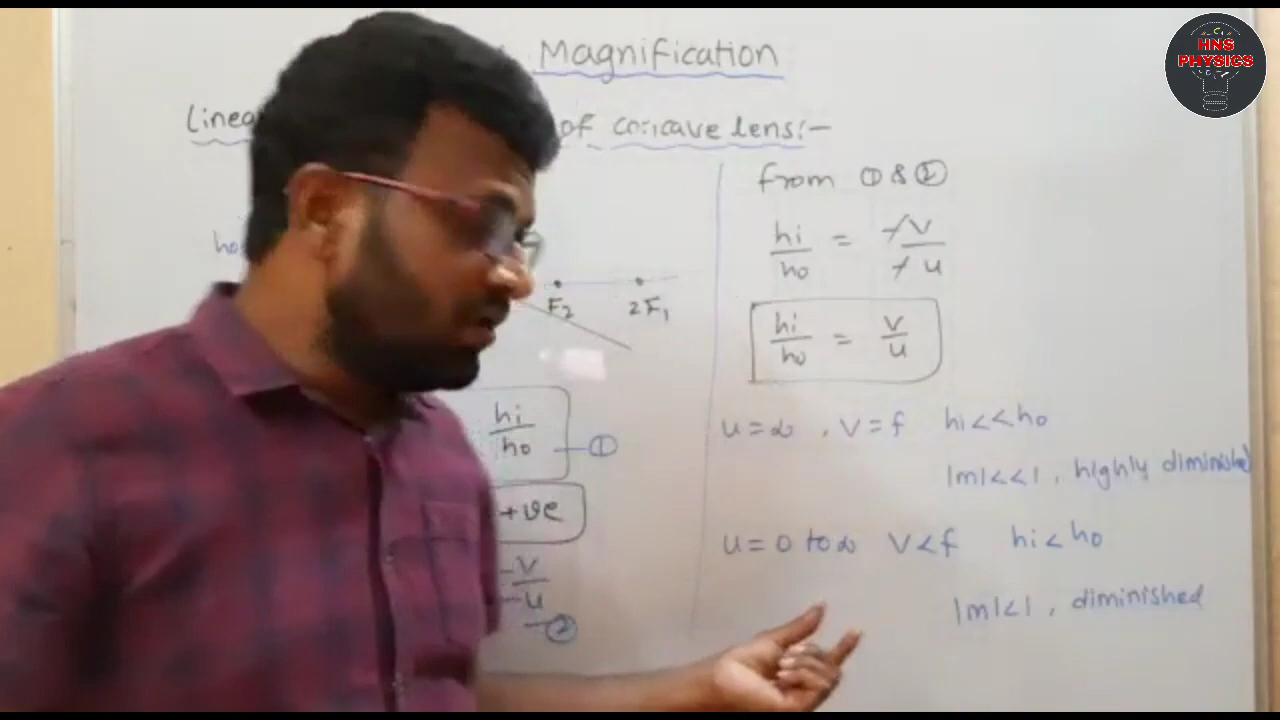 Magnification
of concave lens:-
ho
F2 2F1
hi/ho — ①
+ve
-v/-u
— ②
from ① & ②
hi/ho = -v/-u
hi/ho = v/u
u = ∞ , v = f hi << ho
|m| << 1 , highly diminished
u = 0 to ∞ v < f hi < ho
|m| < 1 , diminished
HNS
PHYSICS